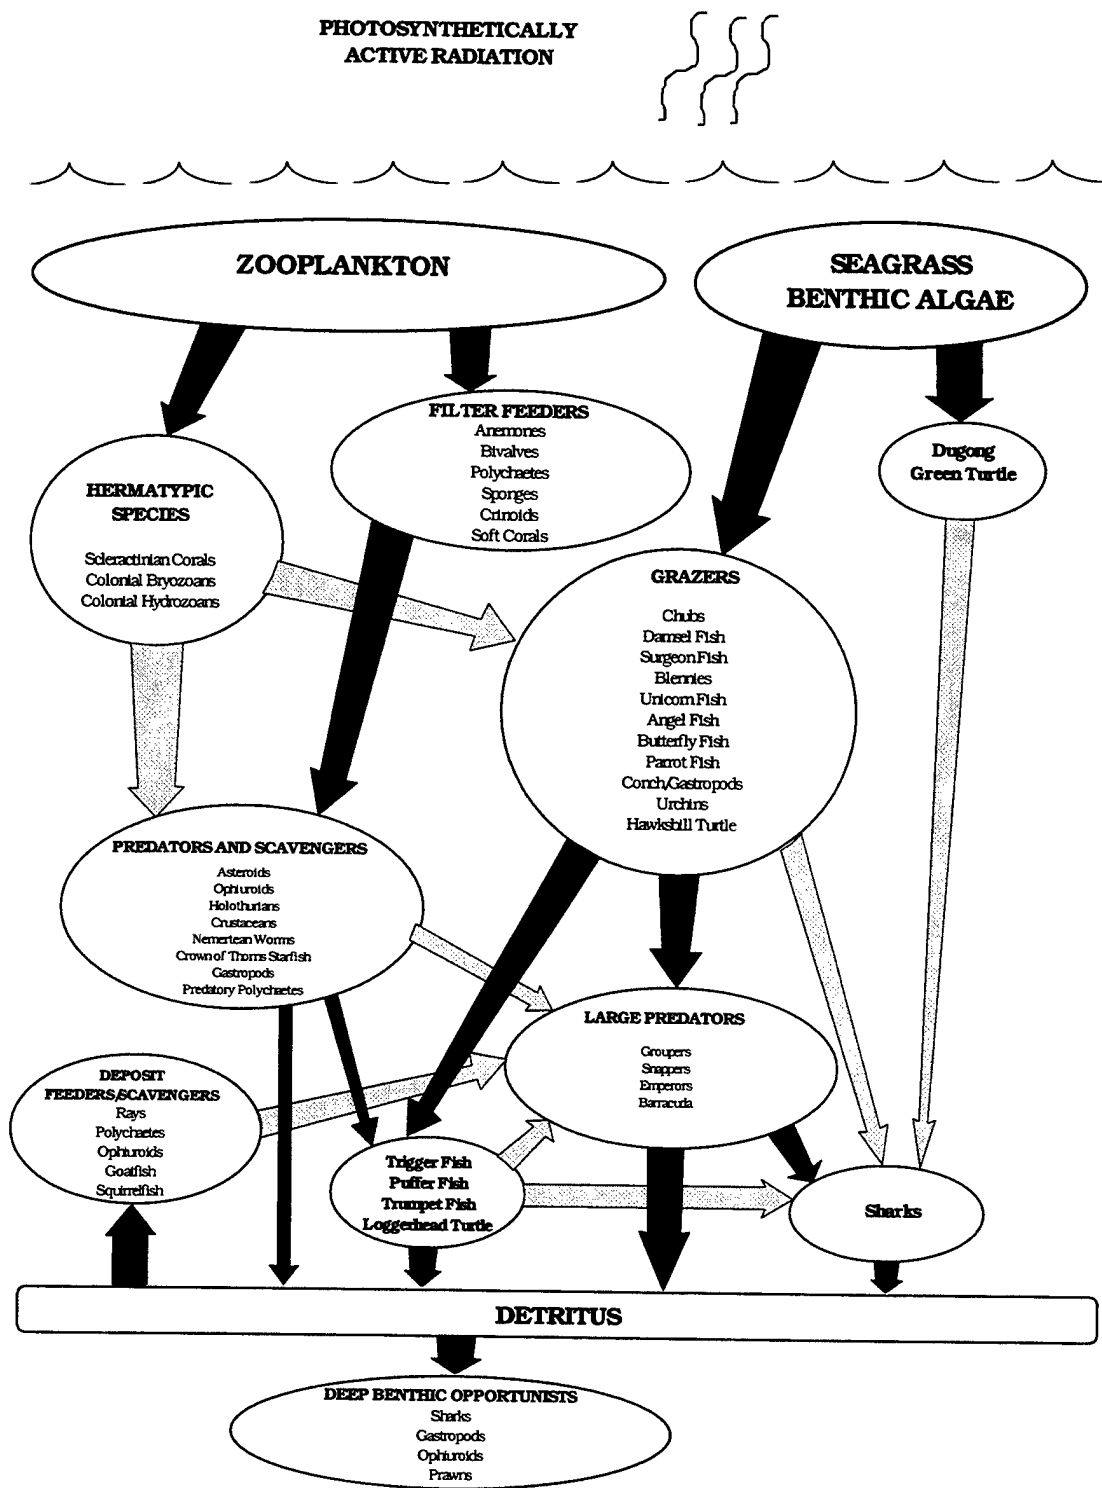 PHOTOSYNTHETICALLY
ACTIVE RADIATION
ZOOPLANKTON
SEAGRASS
BENTHIC ALGAE
FILTER FEEDERS
Anemones
Bivalves
Polychaetes
Sponges
Crinoids
Soft Corals
Dugong
Green Turtle
HERMATYPIC
SPECIES
Scleractinian Corals
Colonial Bryozoans
Colonial Hydrozoans
GRAZERS
Chubs
Damsel Fish
Surgeon Fish
Blennies
Unicorn Fish
Angel Fish
Butterfly Fish
Parrot Fish
Conch/Gastropods
Urchins
Hawksbill Turtle
PREDATORS AND SCAVENGERS
Asteroids
Ophiuroids
Holothurians
Crustaceans
Nemertean Worms
Crown of Thorns Starfish
Gastropods
Predatory Polychaetes
LARGE PREDATORS
Groupers
Snappers
Emperors
Barracuda
DEPOSIT
FEEDERS/SCAVENGERS
Rays
Polychaetes
Ophiuroids
Goatfish
Squirrelfish
Trigger Fish
Puffer Fish
Trumpet Fish
Loggerhead Turtle
Sharks
DETRITUS
DEEP BENTHIC OPPORTUNISTS
Sharks
Gastropods
Ophiuroids
Prawns